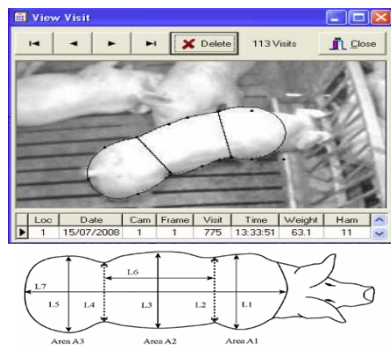 View Visit
Delete 113 Visits Close
Loc Date Cam Frame Visit Time Weight Ham
1 15/07/2008 1 1 775 13:33:51 63.1 11
L6
L7
L5 L4 L3 L2 L1
Area A3 Area A2 Area A1